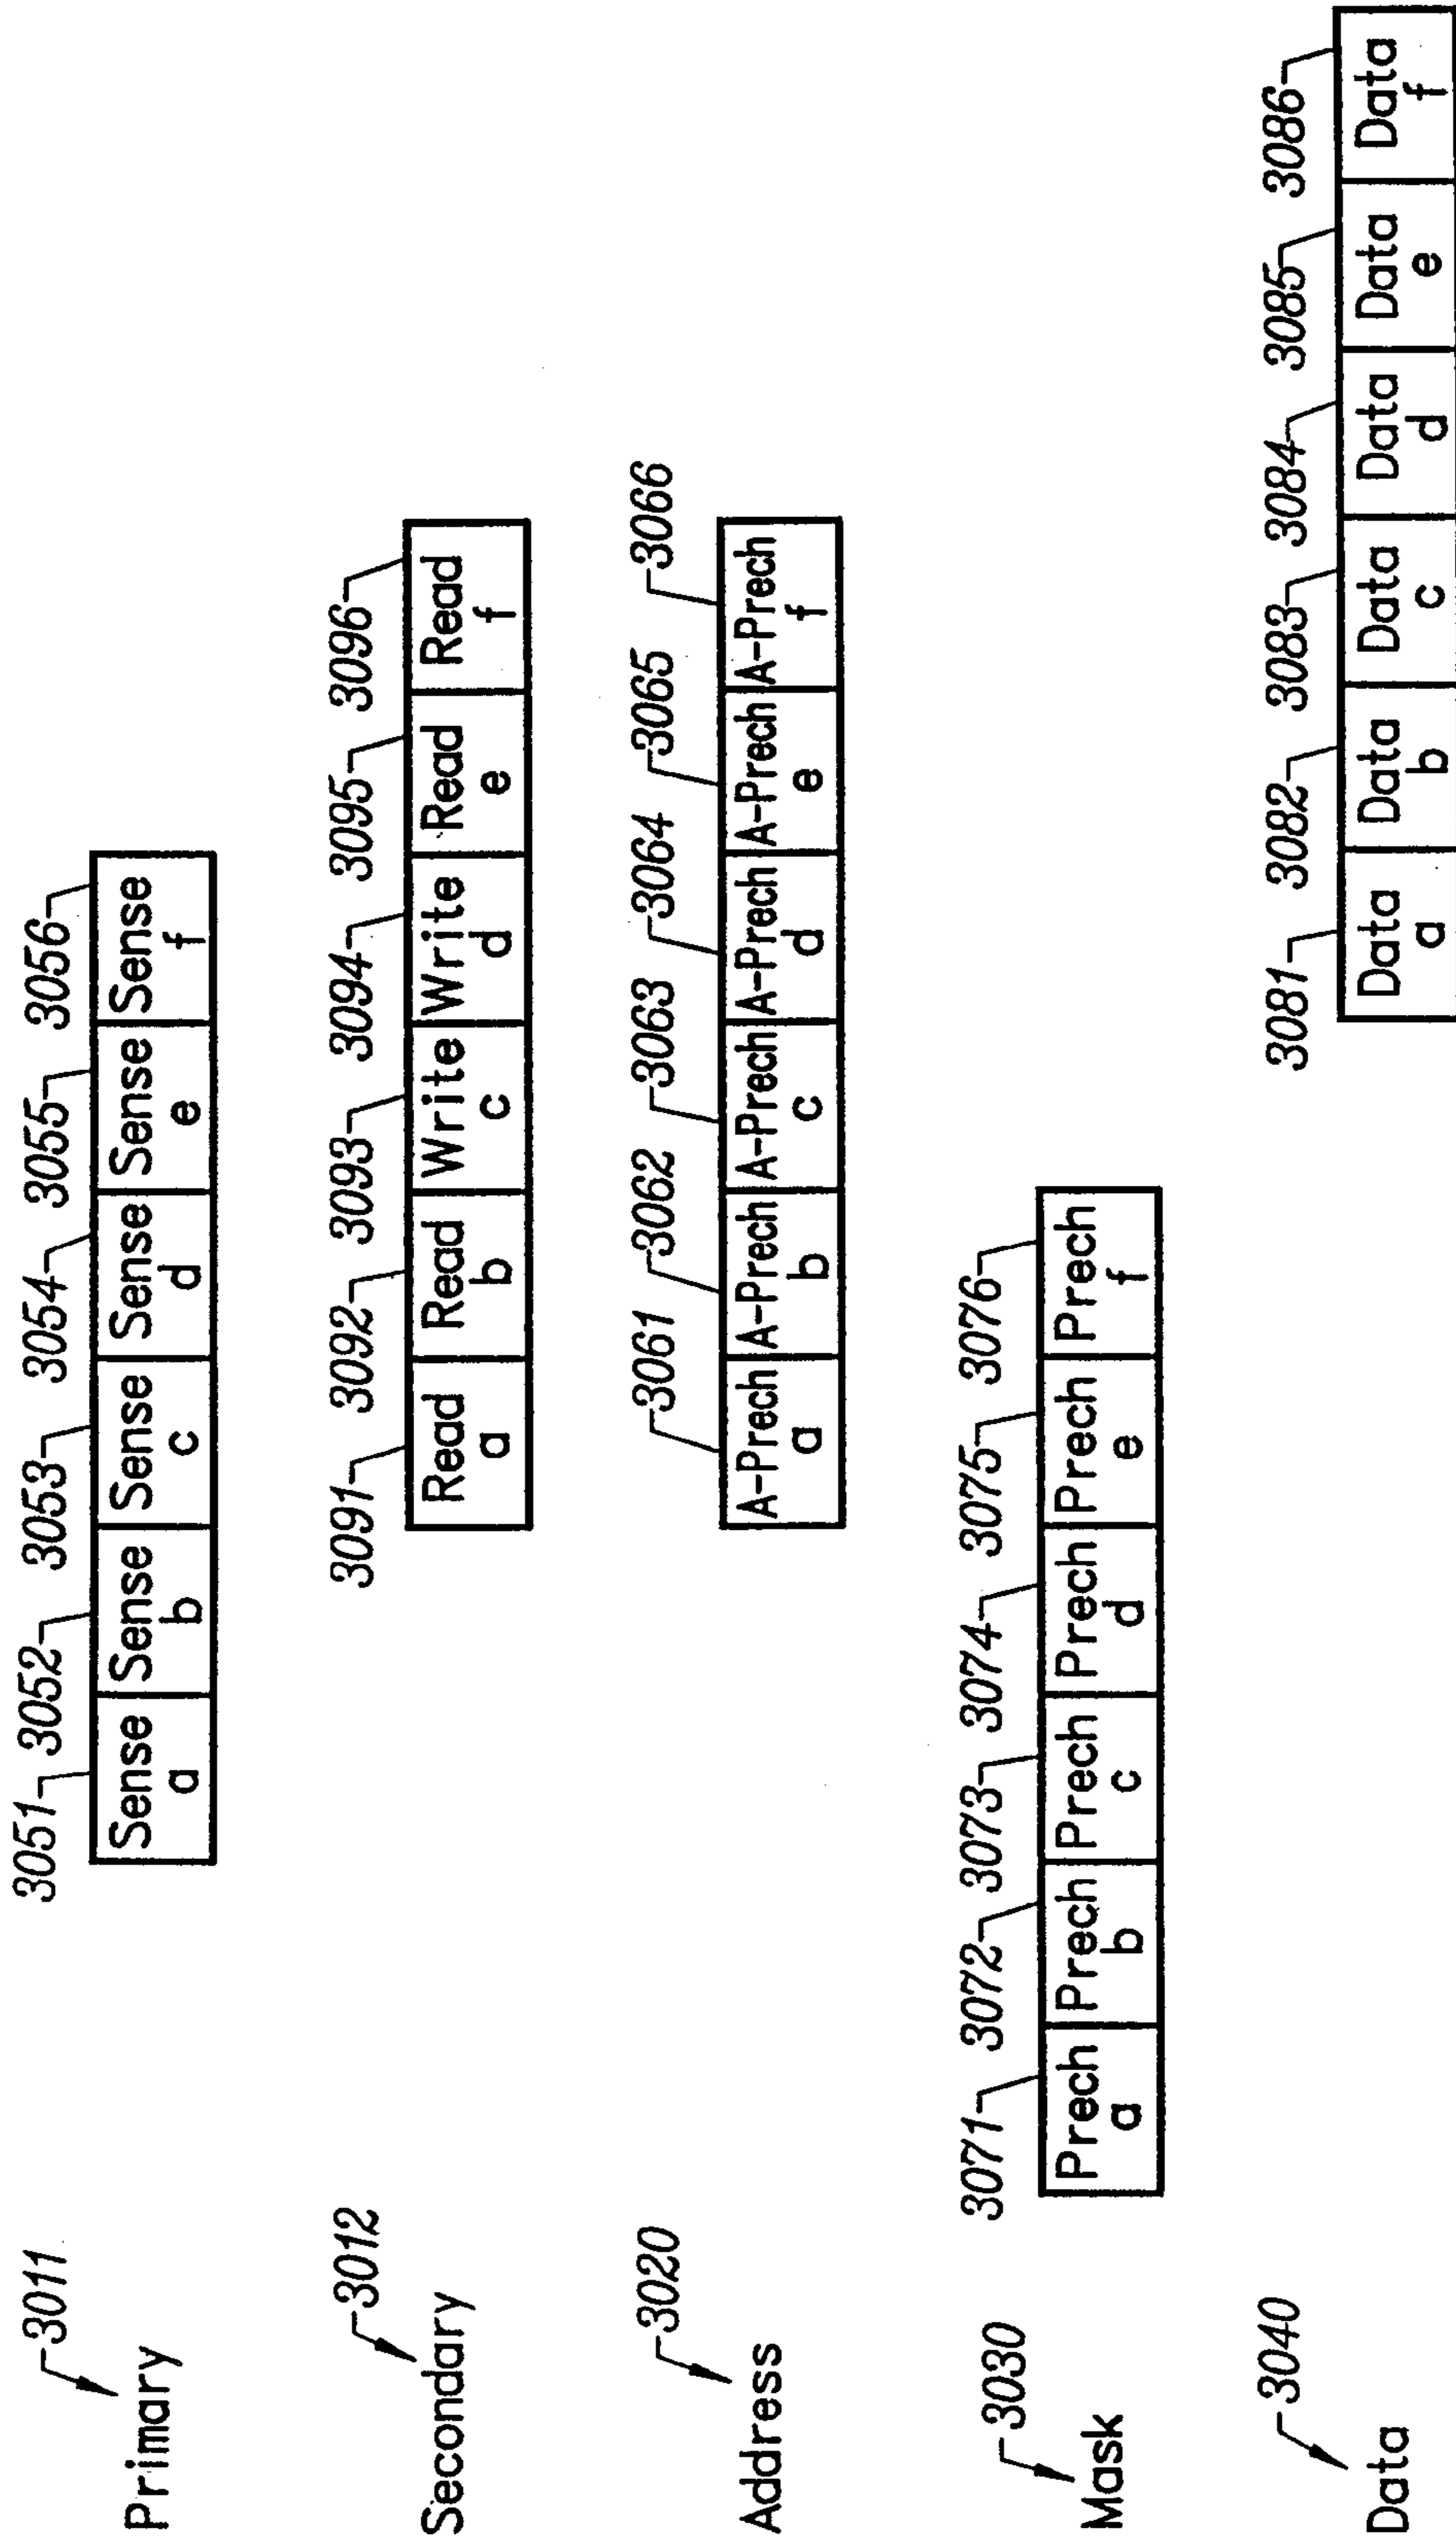 3011
Primary
3051 3052 3053 3054 3055 3056
Sense Sense Sense Sense Sense Sense
a b c d e f
3012
Secondary
3091 3092 3093 3094 3095 3096
Read Read Write Write Read Read
a b c d e f
3020
Address
3061 3062 3063 3064 3065 3066
A-Prech A-Prech A-Prech A-Prech A-Prech A-Prech
a b c d e f
3030
Mask
3071 3072 3073 3074 3075 3076
Prech Prech Prech Prech Prech Prech
a b c d e f
3040
Data
3081 3082 3083 3084 3085 3086
Data Data Data Data Data Data
a b c d e f